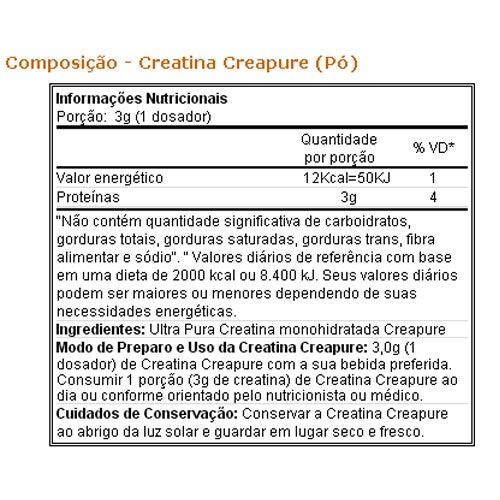 Composição - Creatina Creapure (Pó)
Informações Nutricionais
Porção: 3g (1 dosador)
Quantidade por porção % VD*
Valor energético 12Kcal=50KJ 1
Proteínas 3g 4
"Não contém quantidade significativa de carboidratos,
gorduras totais, gorduras saturadas, gorduras trans, fibra
alimentar e sódio". " Valores diários de referência com base
em uma dieta de 2000 kcal ou 8.400 kJ. Seus valores diários
podem ser maiores ou menores dependendo de suas
necessidades energéticas.
Ingredientes: Ultra Pura Creatina monohidratada Creapure
Modo de Preparo e Uso da Creatina Creapure: 3,0g (1
dosador) de Creatina Creapure com a sua bebida preferida.
Consumir 1 porção (3g de creatina) de Creatina Creapure ao
dia ou conforme orientado pelo nutricionista ou médico.
Cuidados de Conservação: Conservar a Creatina Creapure
ao abrigo da luz solar e guardar em lugar seco e fresco.